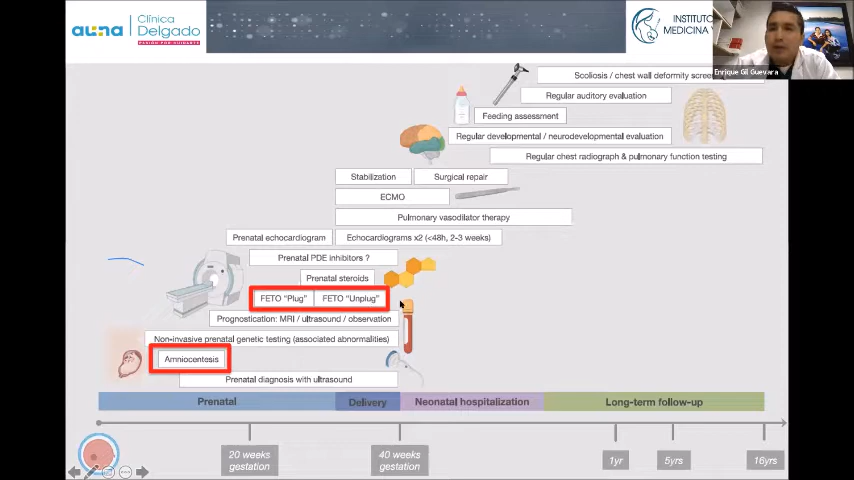 auna
Clínica
Delgado
PASIÓN POR CUIDARTE
INSTITUTO
MEDICINA Y
Enrique Gil Guevara
Scoliosis / chest wall deformity
Regular auditory evaluation
Feeding assessment
Regular developmental / neurodevelopmental evaluation
Regular chest radiograph & pulmonary function testing
Stabilization
Surgical repair
ECMO
Pulmonary vasodilator therapy
Prenatal echocardiogram
Echocardiograms x2 (<48h, 2-3 weeks)
Prenatal PDE inhibitors ?
Prenatal steroids
FETO "Plug"
FETO "Unplug"
Prognostication: MRI / ultrasound / observation
Non-invasive prenatal genetic testing (associated abnormalities)
Amniocentesis
Prenatal diagnosis with ultrasound
Prenatal
Delivery
Neonatal hospitalization
Long-term follow-up
20 weeks
gestation
40 weeks
gestation
1yr
5yrs
16yrs